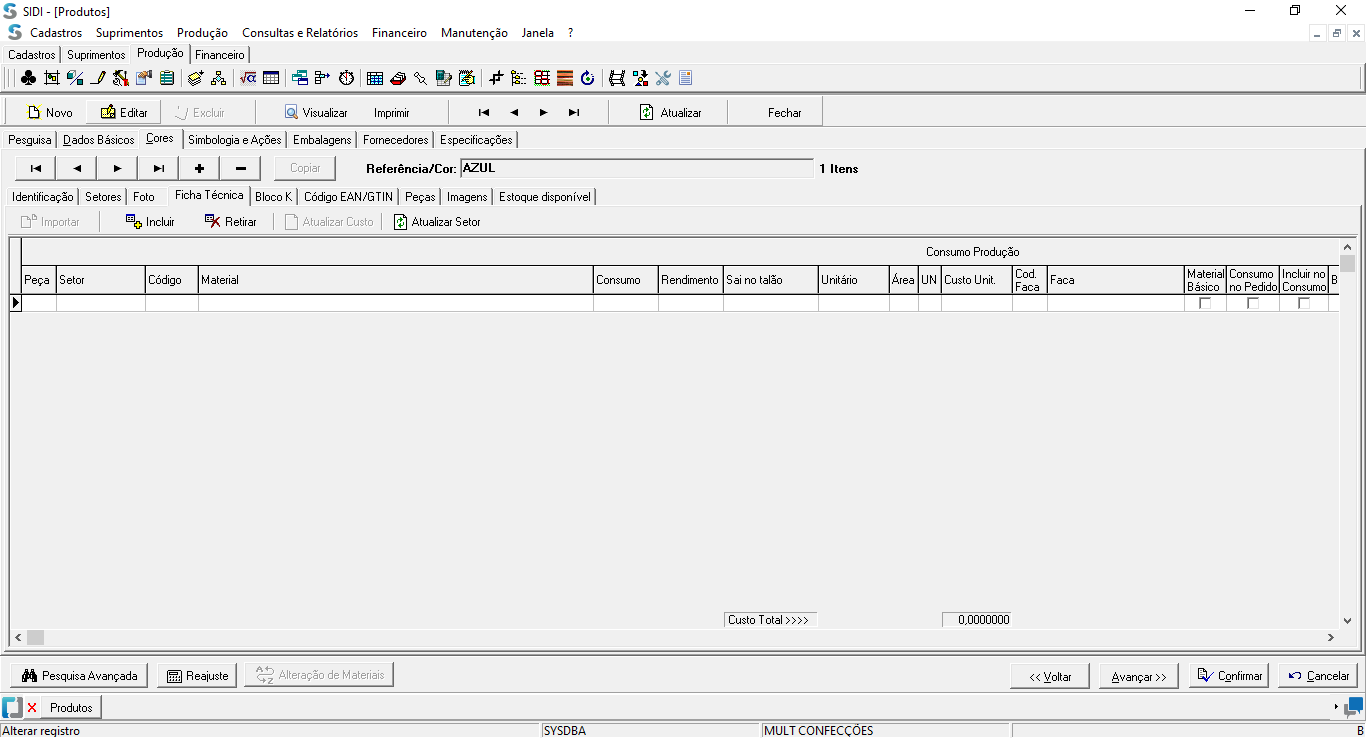 SIDI - [Produtos]
Cadastros Suprimentos Produção Consultas e Relatórios Financeiro Manutenção Janela ?
Cadastros Suprimentos Produção Financeiro
Novo Editar Excluir Visualizar Imprimir Atualizar Fechar
Pesquisa Dados Básicos Cores Simbologia e Ações Embalagens Fornecedores Especificações
Copiar Referência/Cor: AZUL 1 Itens
Identificação Setores Foto Ficha Técnica Bloco K Código EAN/GTIN Peças Imagens Estoque disponível
Importar Incluir Retirar Atualizar Custo Atualizar Setor
Consumo Produção
Peça Setor Código Material Consumo Rendimento Sai no talão Unitário Área UN Custo Unit. Cod. Faca Faca Material Básico Consumo no Pedido Incluir no Consumo B
Custo Total >>>> 0,0000000
Pesquisa Avançada Reajuste Alteração de Materiais << Voltar Avançar >> Confirmar Cancelar
Produtos
Alterar registro SYSDBA MULT CONFECÇÕES B